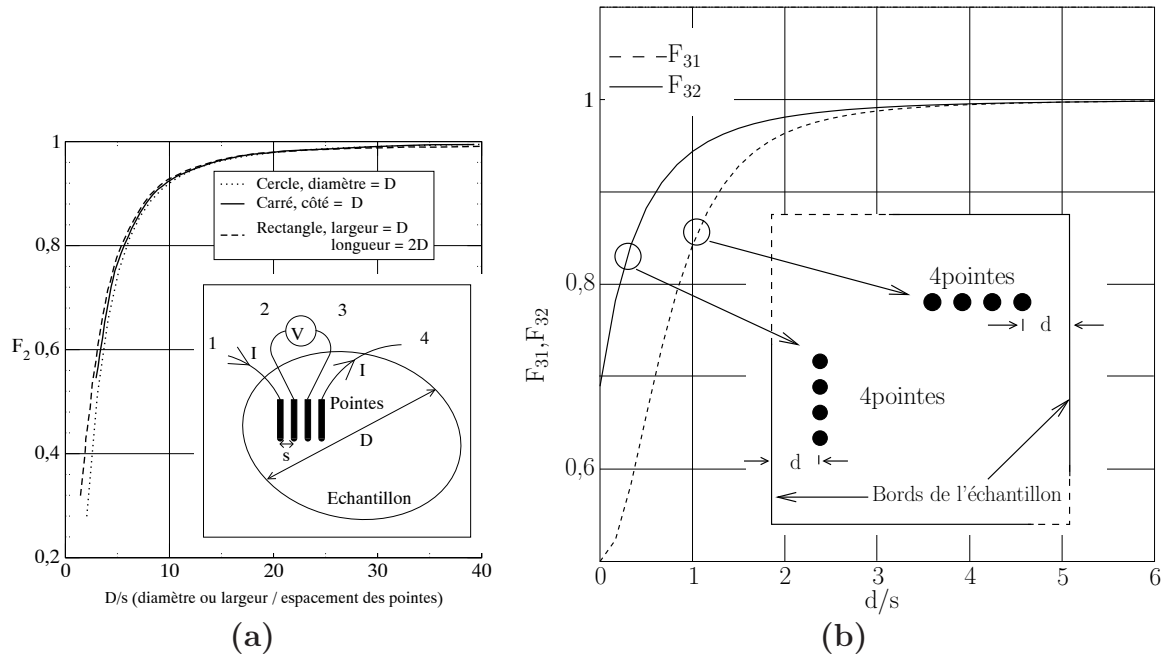 1
0,8
0,6
0,4
0,2
F2
0
10
20
30
40
D/s (diamètre ou largeur / espacement des pointes)
Cercle, diamètre = D
Carré, côté = D
Rectangle, largeur = D
longueur = 2D
1
2
3
4
V
I
I
Pointes
D
s
Echantillon
(a)
F31
F32
1
0,8
0,6
F31,F32
0
1
2
3
4
5
6
d/s
4pointes
d
4pointes
d
Bords de l'échantillon
(b)